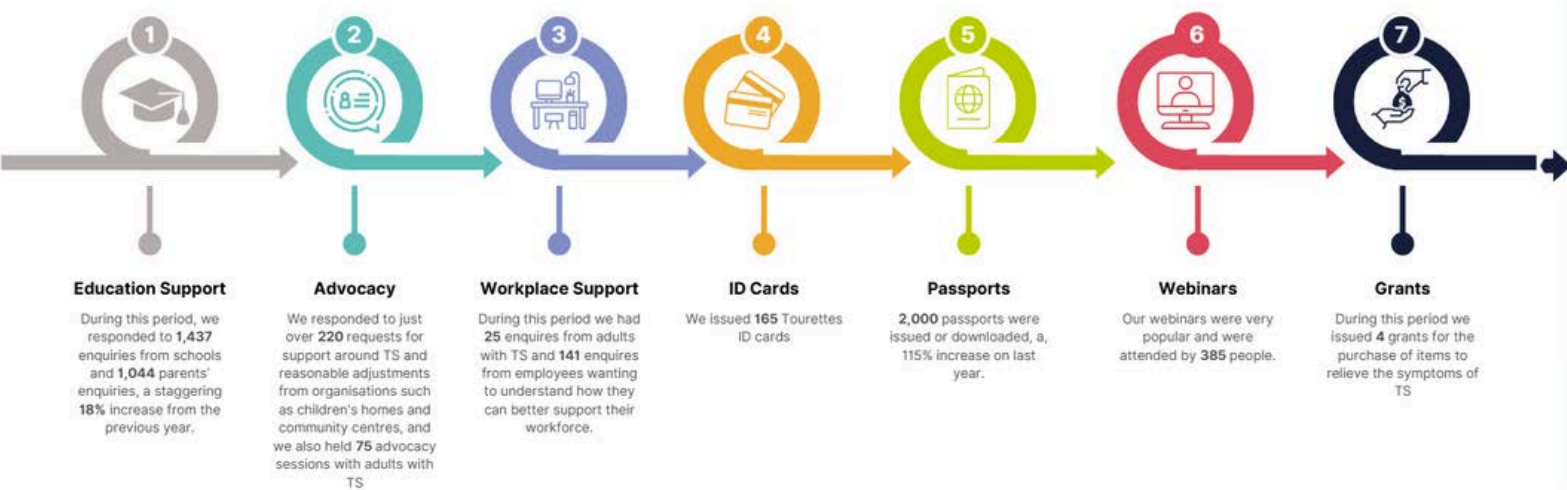 1
2
3
4
5
6
7
Education Support
During this period, we
responded to 1,437
enquiries from schools
and 1,044 parents'
enquiries, a staggering
18% increase from the
previous year.
Advocacy
We responded to just
over 220 requests for
support around TS and
reasonable adjustments
from organisations such
as children's homes and
community centres, and
we also held 75 advocacy
sessions with adults with
TS
Workplace Support
During this period we had
25 enquires from adults
with TS and 141 enquires
from employees wanting
to understand how they
can better support their
workforce.
ID Cards
We issued 165 Tourettes
ID cards
Passports
2,000 passports were
issued or downloaded, a,
115% increase on last
year.
Webinars
Our webinars were very
popular and were
attended by 385 people.
Grants
During this period we
issued 4 grants for the
purchase of items to
relieve the symptoms of
TS